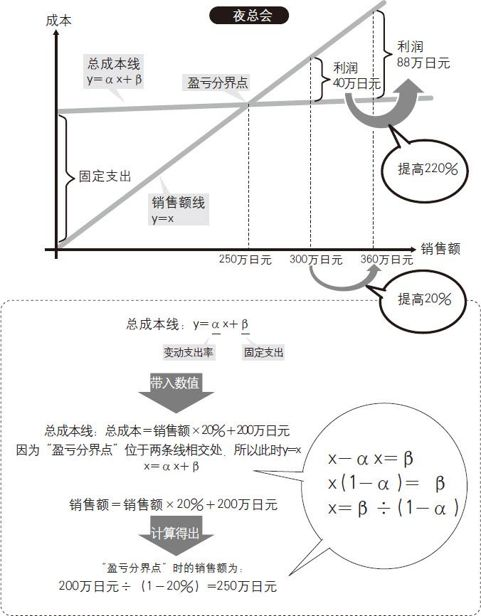 夜总会
成本
总成本线
y=αx+β
盈亏分界点
利润
40万日元
利润
88万日元
固定支出
提高220%
销售额线
y=x
销售额
250万日元
300万日元
360万日元
提高20%
总成本线：y=αx+β
变动支出率
固定支出
带入数值
总成本线：总成本=销售额×20%+200万日元
因为“盈亏分界点”位于两条线相交处，所以此时y=x
x=αx+β
销售额=销售额×20%+200万日元
计算得出
“盈亏分界点”时的销售额为：
200万日元÷（1-20%）=250万日元
x-αx=β
x(1-α)= β
x=β÷(1-α)